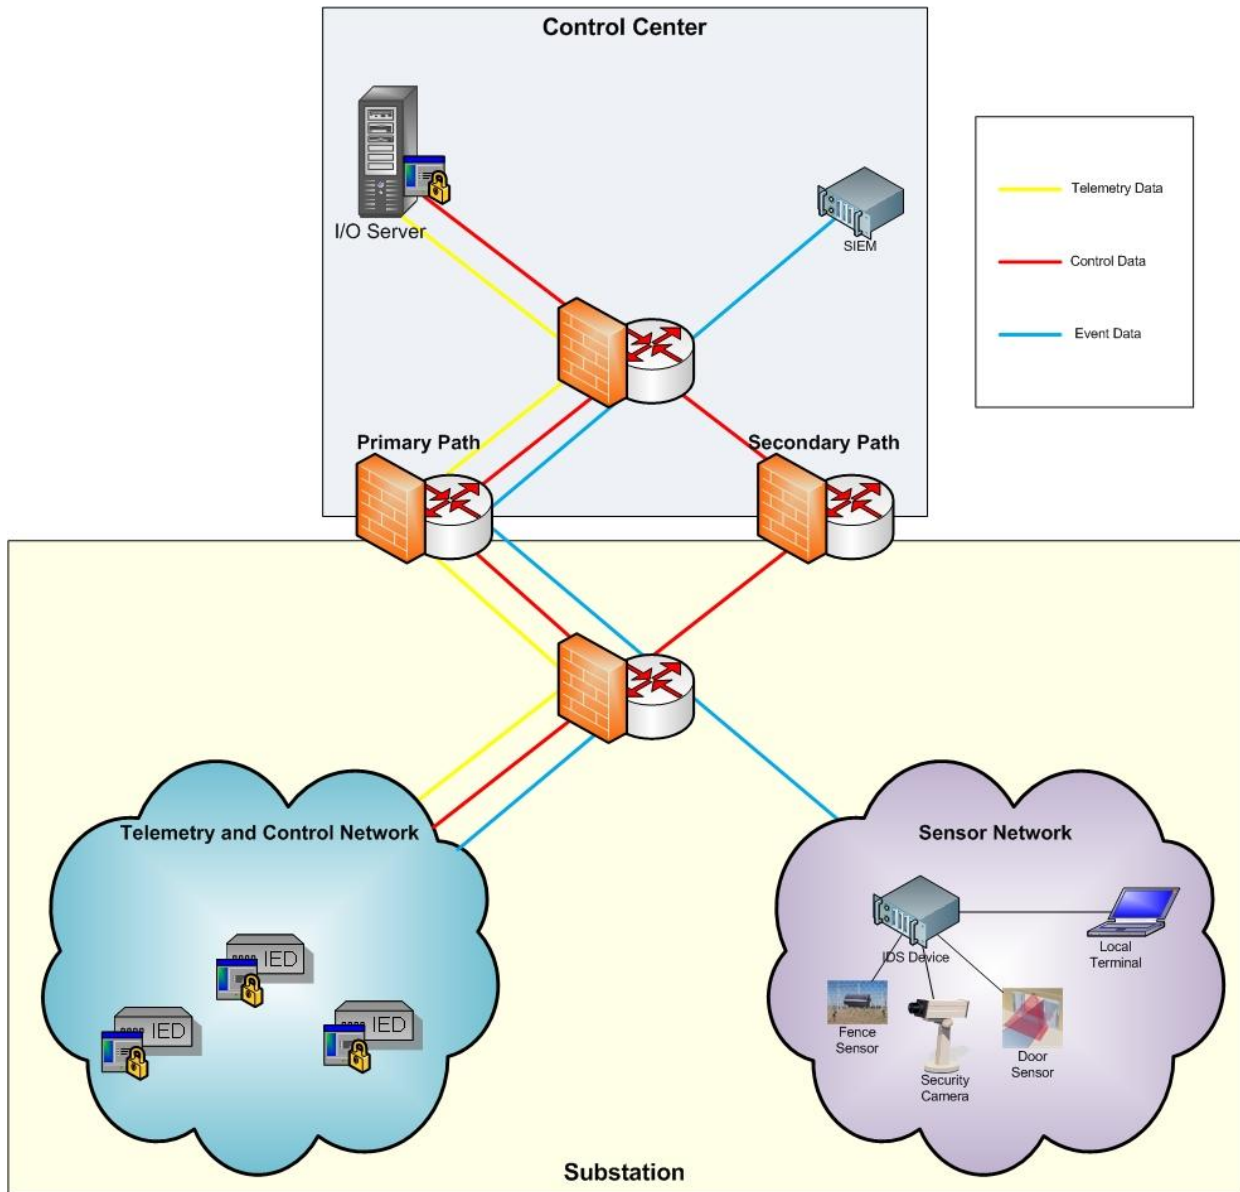 Control Center
I/O Server
SIEM
Telemetry Data
Control Data
Event Data
Primary Path
Secondary Path
Telemetry and Control Network
IED
IED
IED
Sensor Network
IDS Device
Local
Terminal
Fence
Sensor
Security
Camera
Door
Sensor
Substation